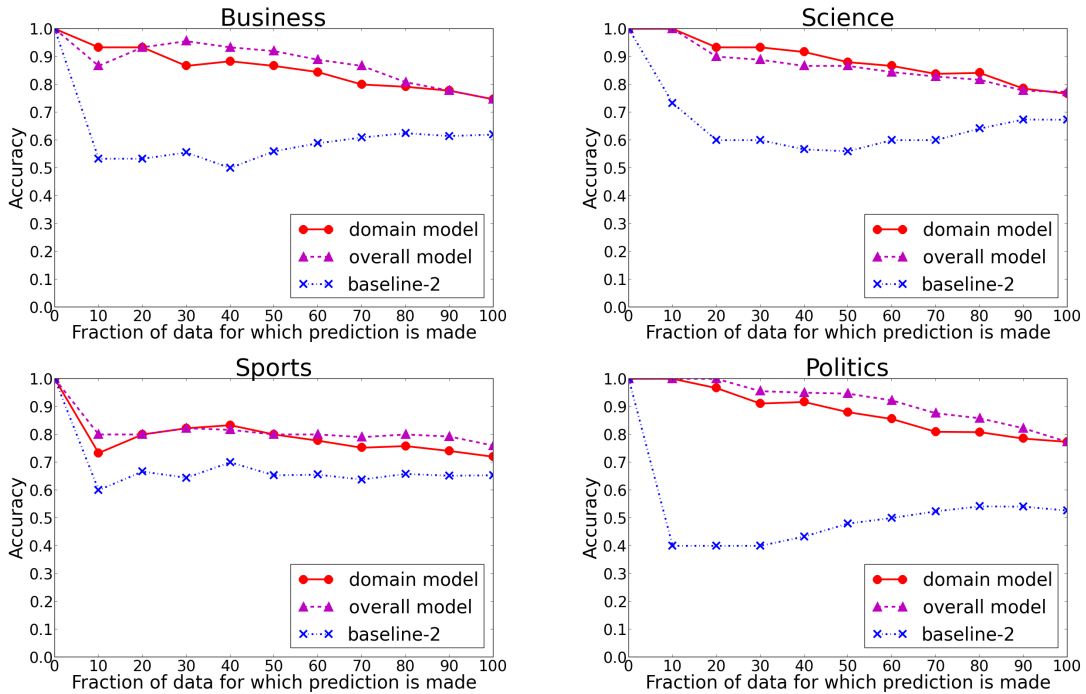 Business
Accuracy
1.0
0.9
0.8
0.7
0.6
0.5
0.4
0.3
0.2
0.1
0.0
domain model
overall model
baseline-2
0 10 20 30 40 50 60 70 80 90 100
Fraction of data for which prediction is made
Science
Accuracy
1.0
0.9
0.8
0.7
0.6
0.5
0.4
0.3
0.2
0.1
0.0
domain model
overall model
baseline-2
0 10 20 30 40 50 60 70 80 90 100
Fraction of data for which prediction is made
Sports
Accuracy
1.0
0.9
0.8
0.7
0.6
0.5
0.4
0.3
0.2
0.1
0.0
domain model
overall model
baseline-2
0 10 20 30 40 50 60 70 80 90 100
Fraction of data for which prediction is made
Politics
Accuracy
1.0
0.9
0.8
0.7
0.6
0.5
0.4
0.3
0.2
0.1
0.0
domain model
overall model
baseline-2
0 10 20 30 40 50 60 70 80 90 100
Fraction of data for which prediction is made